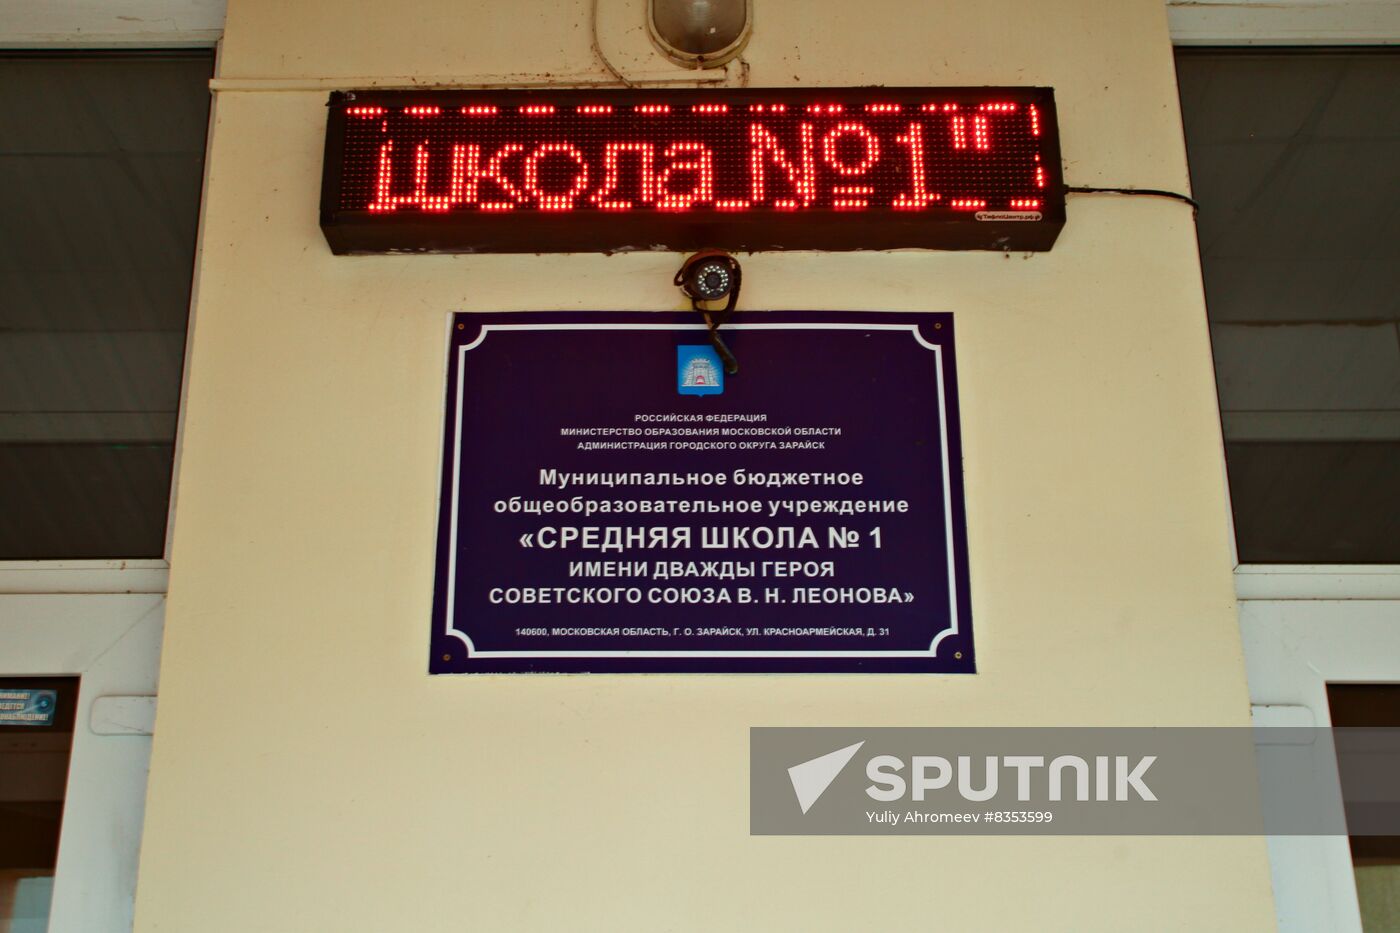 школа №1"
РОССИЙСКАЯ ФЕДЕРАЦИЯ
МИНИСТЕРСТВО ОБРАЗОВАНИЯ МОСКОВСКОЙ ОБЛАСТИ
АДМИНИСТРАЦИЯ ГОРОДСКОГО ОКРУГА ЗАРАЙСК
Муниципальное бюджетное
общеобразовательное учреждение
«СРЕДНЯЯ ШКОЛА № 1
ИМЕНИ ДВАЖДЫ ГЕРОЯ
СОВЕТСКОГО СОЮЗА В. Н. ЛЕОНОВА»
140600, МОСКОВСКАЯ ОБЛАСТЬ, Г. О. ЗАРАЙСК, УЛ. КРАСНОАРМЕЙСКАЯ, Д. 31
SPUTNIK
Yuliy Ahromeev #8353599